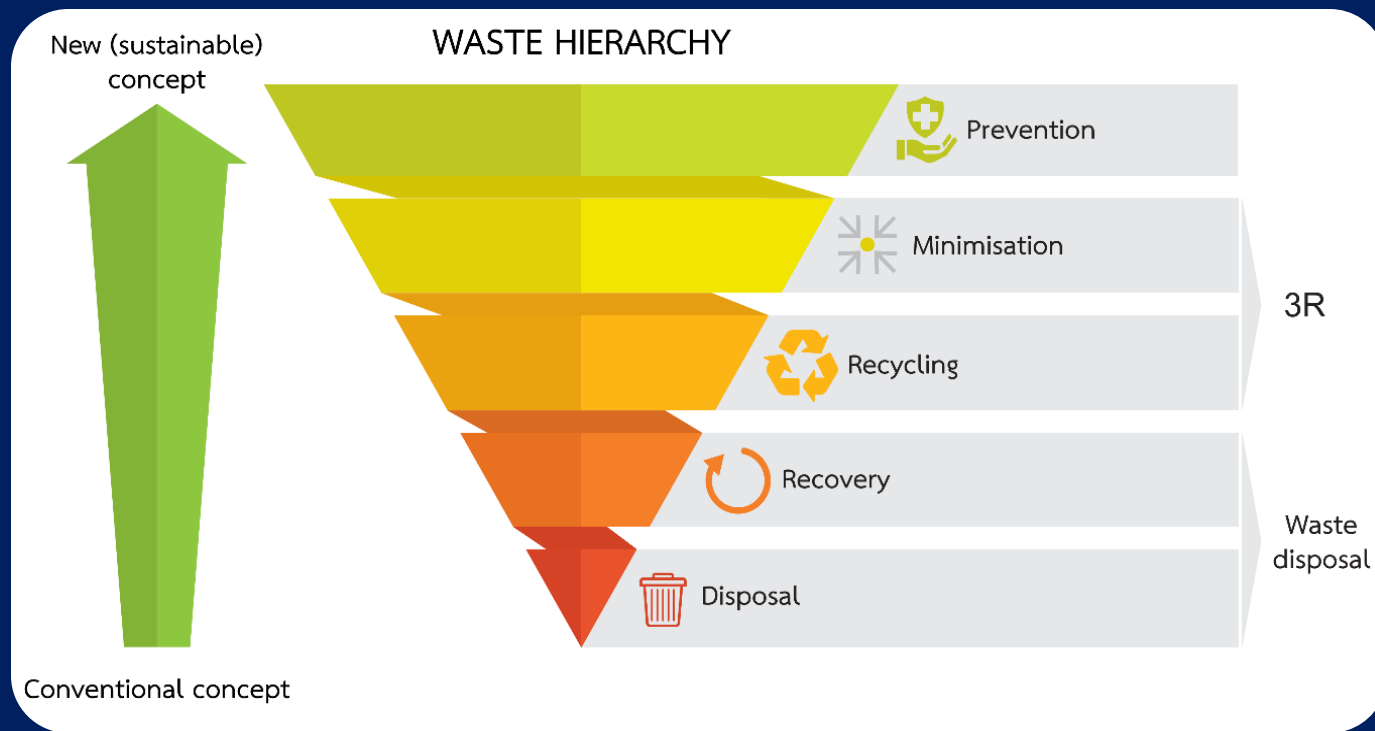 New (sustainable)
concept
WASTE HIERARCHY
Prevention
Minimisation
3R
Recycling
Recovery
Waste
disposal
Disposal
Conventional concept